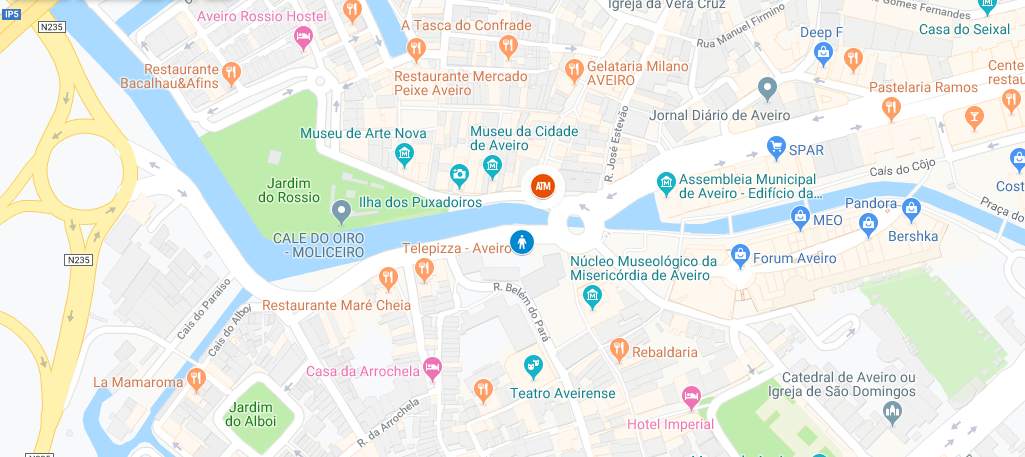 IP5
N235
Aveiro Rossio Hostel
A Tasca do Confrade
Igreja da Vera Cruz
Rua Manuel Firmino
Gomes Fernandes
Casa do Seixal
Deep F
Restaurante
Bacalhau&Afins
Restaurante Mercado
Peixe Aveiro
Gelataria Milano
AVEIRO
Jornal Diário de Aveiro
Pastelaria Ramos
Cente
restau
Museu de Arte Nova
Museu da Cidade
de Aveiro
R. José Estevão
SPAR
Cais do Côjo
Cost
ATM
Assembleia Municipal
de Aveiro - Edifício da...
Jardim
do Rossio
Ilha dos Puxadoiros
Praça do
Pandora
MEO
Bershka
CALE DO OIRO
- MOLICEIRO
Telepizza - Aveiro
N235
Núcleo Museológico da
Misericórdia de Aveiro
Forum Aveiro
Cais do Paraíso
Cais do Alboi
Restaurante Maré Cheia
R. Belém do Pará
Rebaldaria
La Mamaroma
Casa da Arrochela
Teatro Aveirense
Catedral de Aveiro ou
Igreja de São Domingos
Jardim
do Alboi
R. da Arrochela
Hotel Imperial